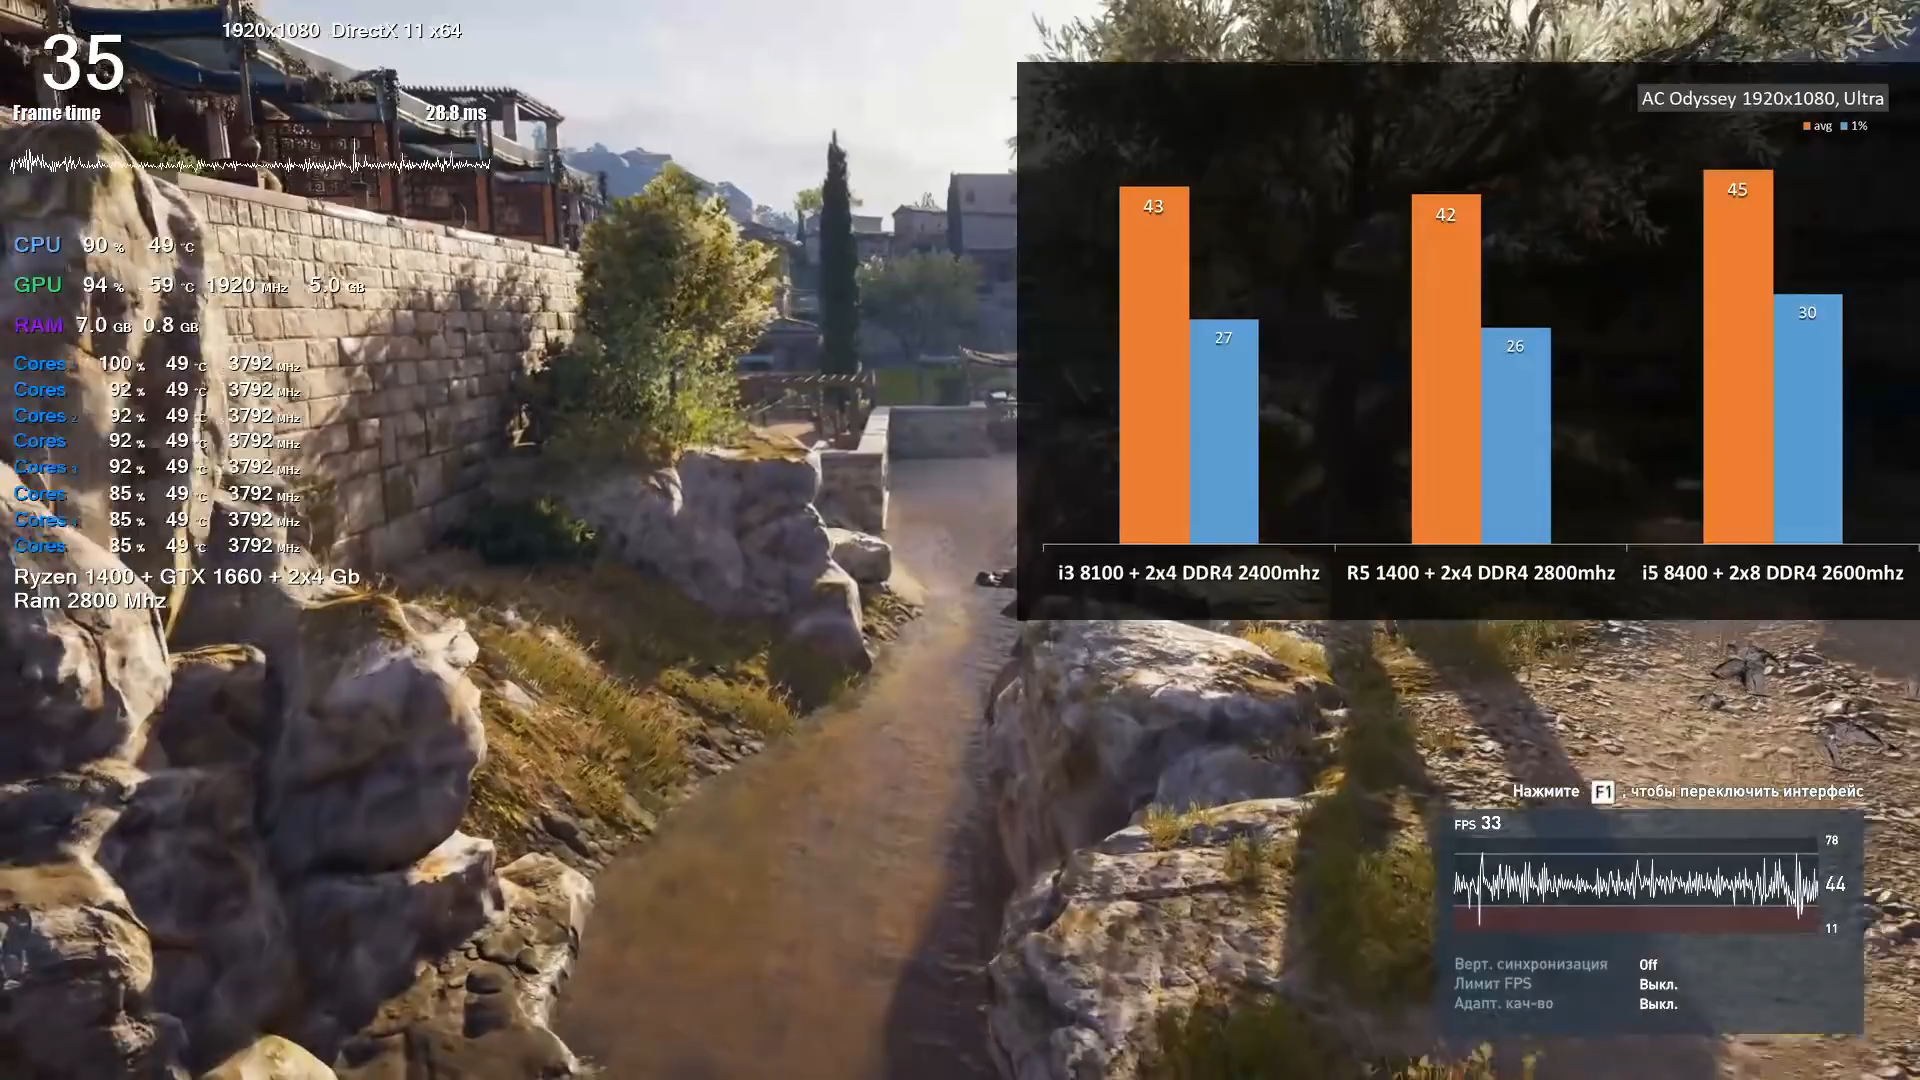 1920x1080 DirectX 11 x64
35
Frame time 28.8 ms
CPU 90 % 49 °C
GPU 94 % 59 °C 1920 MHz 5.0 GB
RAM 7.0 GB 0.8 GB
Cores 100 % 49 °C 3792 MHz
Cores 92 % 49 °C 3792 MHz
Cores 2 92 % 49 °C 3792 MHz
Cores 92 % 49 °C 3792 MHz
Cores 3 92 % 49 °C 3792 MHz
Cores 85 % 49 °C 3792 MHz
Cores 4 85 % 49 °C 3792 MHz
Cores 85 % 49 °C 3792 MHz
Ryzen 1400 + GTX 1660 + 2x4 Gb
Ram 2800 Mhz
AC Odyssey 1920x1080, Ultra
avg 1%
43 27 42 26 45 30
i3 8100 + 2x4 DDR4 2400mhz R5 1400 + 2x4 DDR4 2800mhz i5 8400 + 2x8 DDR4 2600mhz
Нажмите F1 , чтобы переключить интерфейс
FPS 33
78
44
11
Верт. синхронизация Off
Лимит FPS Выкл.
Адапт. кач-во Выкл.